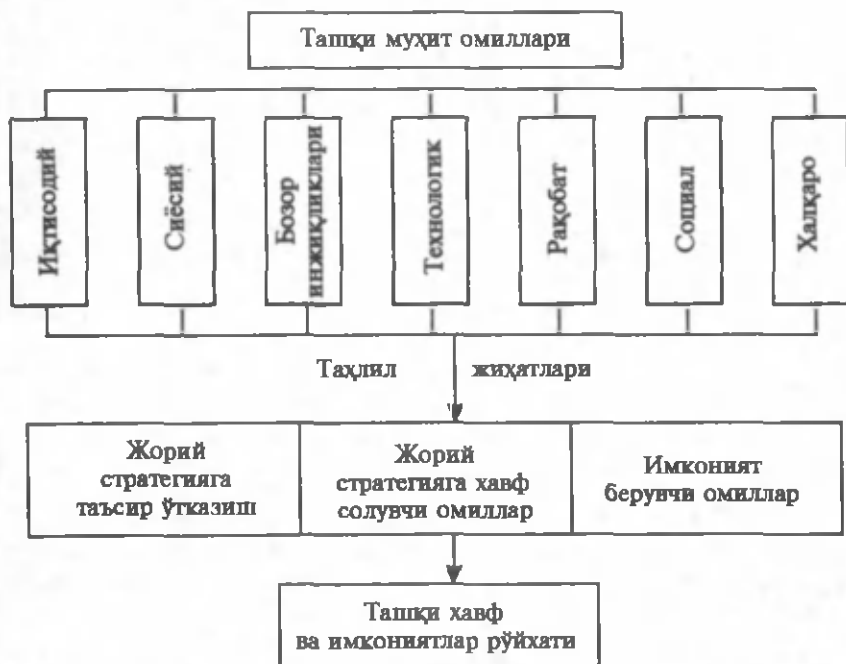 Ташқи муҳит омиллари
Иқтисодий
Сиёсий
Бозор
инжиқликлари
Технологик
Рақобат
Социал
Халқаро
Таҳлил жиҳатлари
Жорий
стратегияга
таъсир ўтказиш
Жорий
стратегияга хавф
солувчи омиллар
Имконият
берувчи омиллар
Ташқи хавф
ва имкониятлар рўйхати